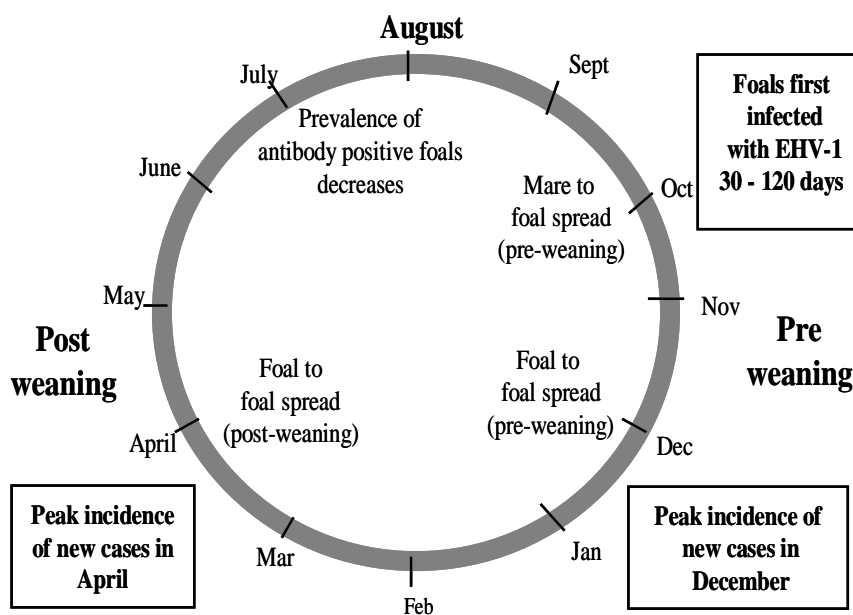 August
Sept
Foals first
infected
with EHV-1
30 - 120 days
Oct
Nov
Pre
weaning
Dec
Peak incidence of
new cases in
December
Jan
Feb
Mar
Peak incidence
of new cases in
April
April
Post
weaning
May
June
July
Prevalence of
antibody positive foals
decreases
Mare to
foal spread
(pre-weaning)
Foal to
foal spread
(pre-weaning)
Foal to
foal spread
(post-weaning)